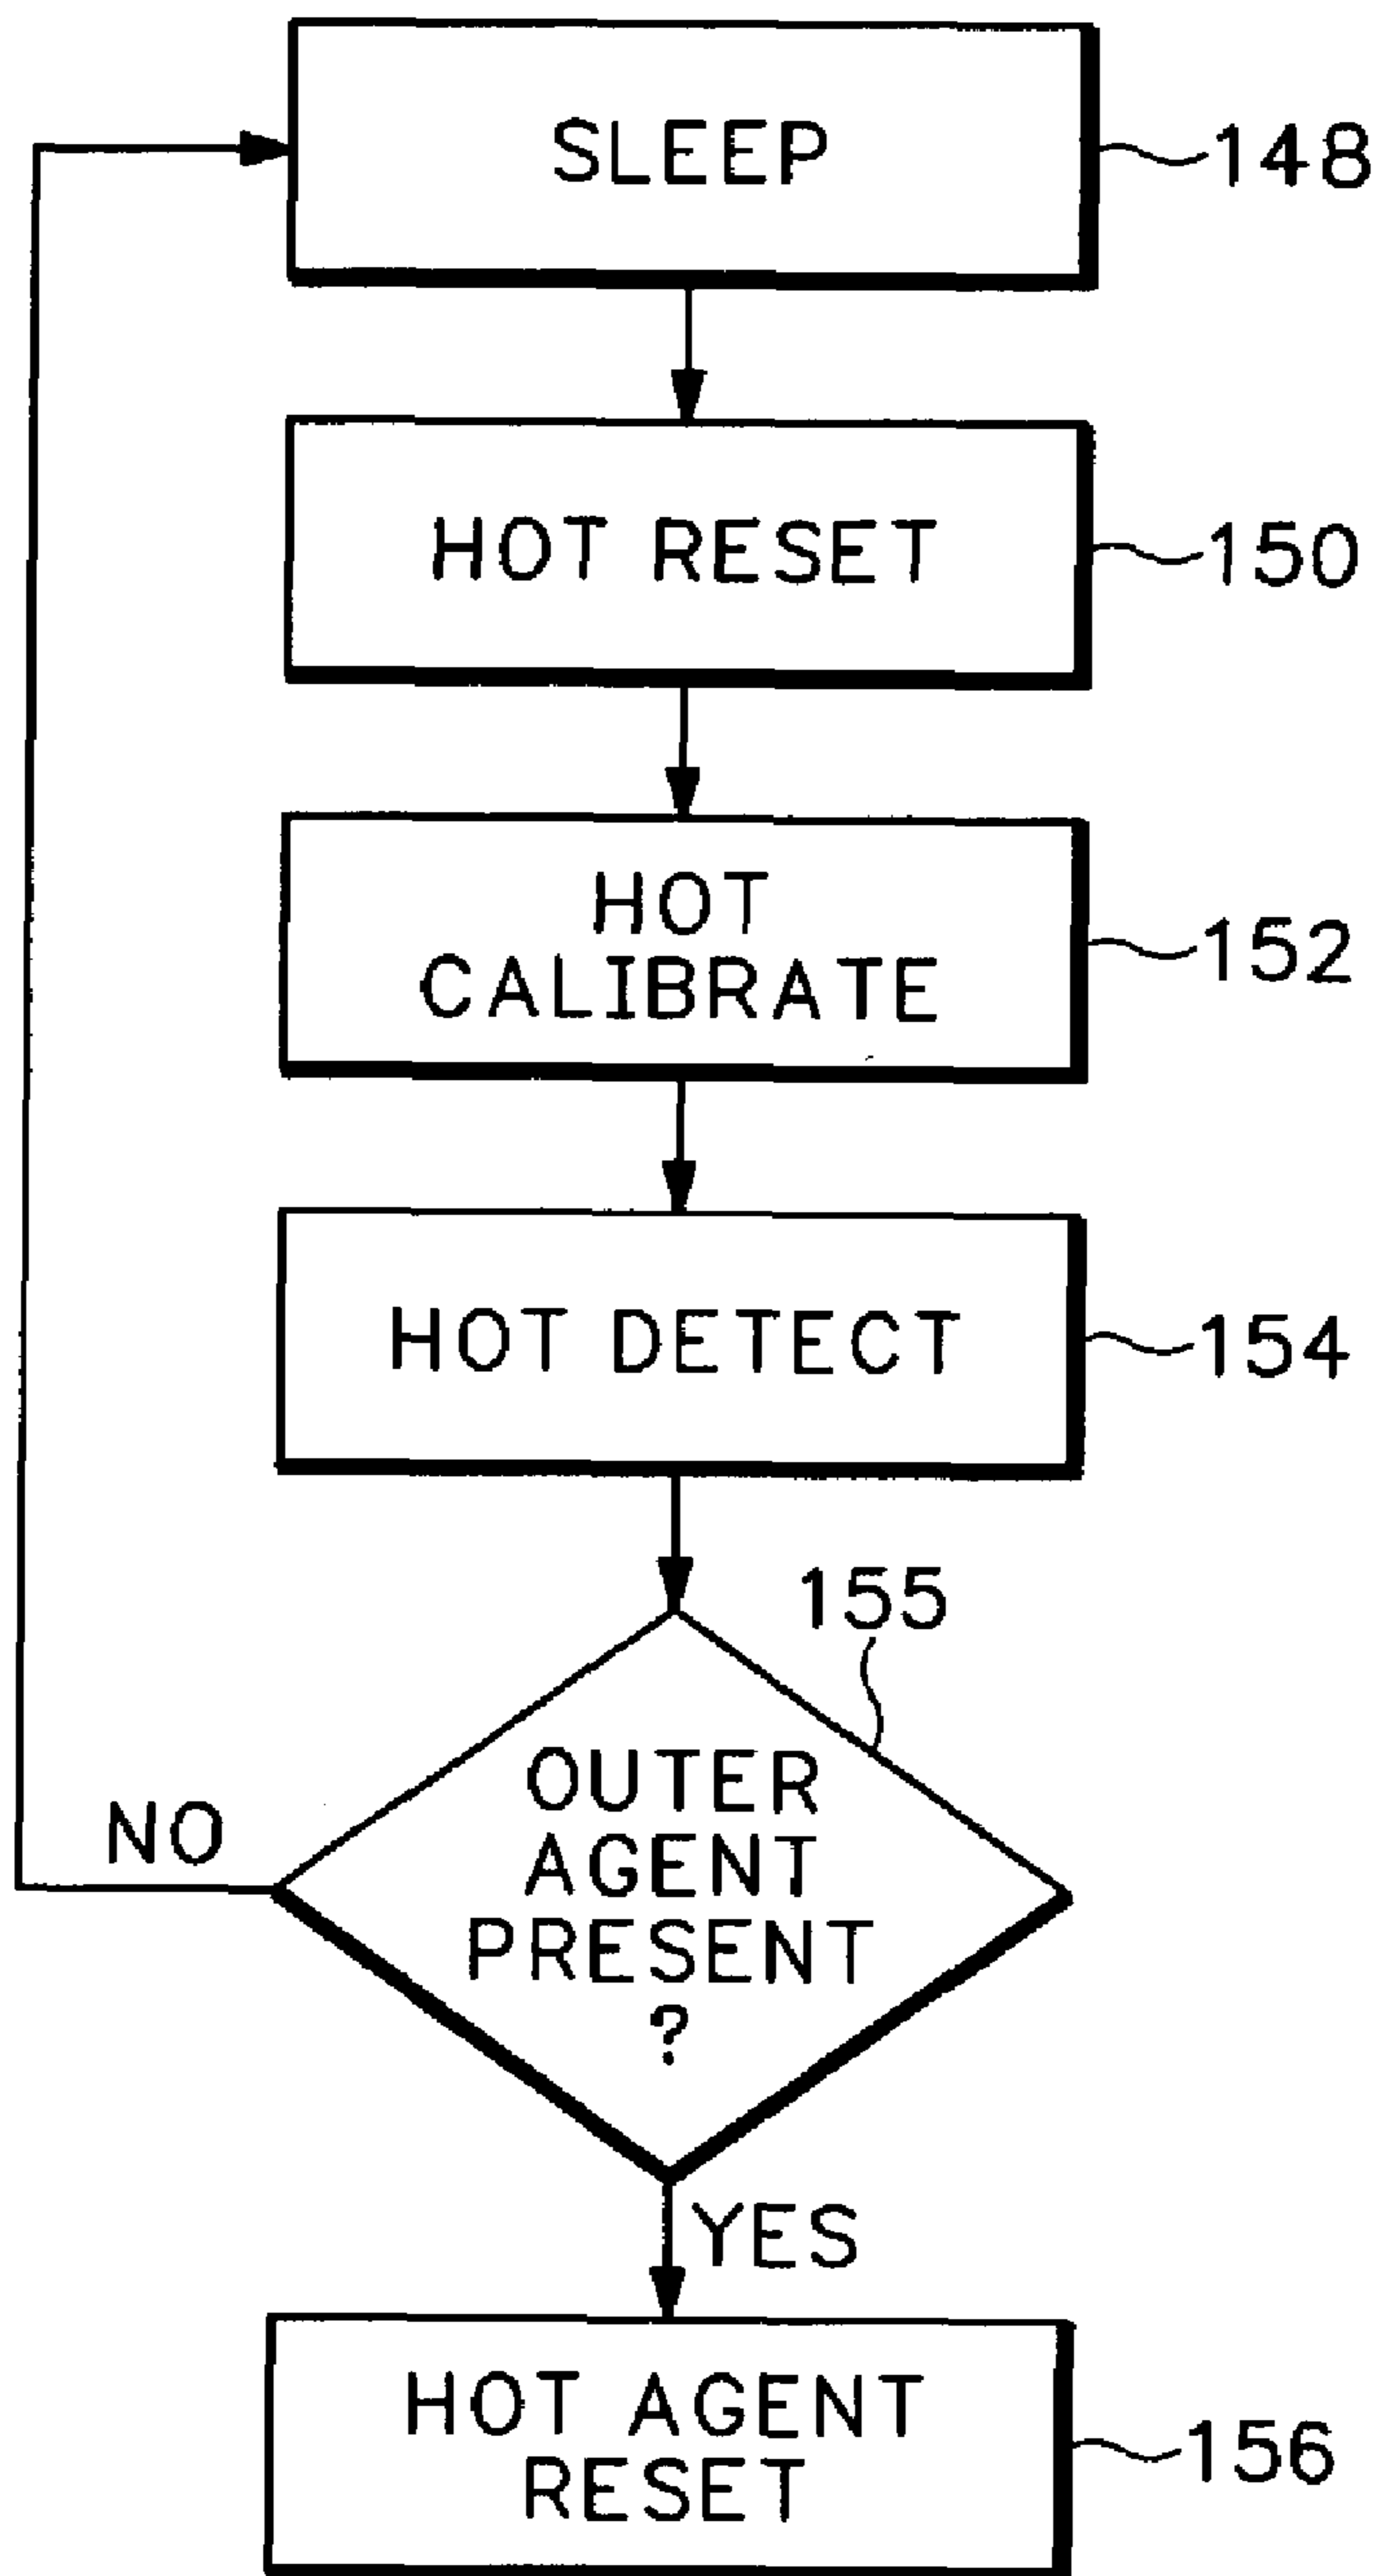 SLEEP
148
HOT RESET
150
HOT
CALIBRATE
152
HOT DETECT
154
155
OUTER
AGENT
PRESENT
?
NO
YES
HOT AGENT
RESET
156